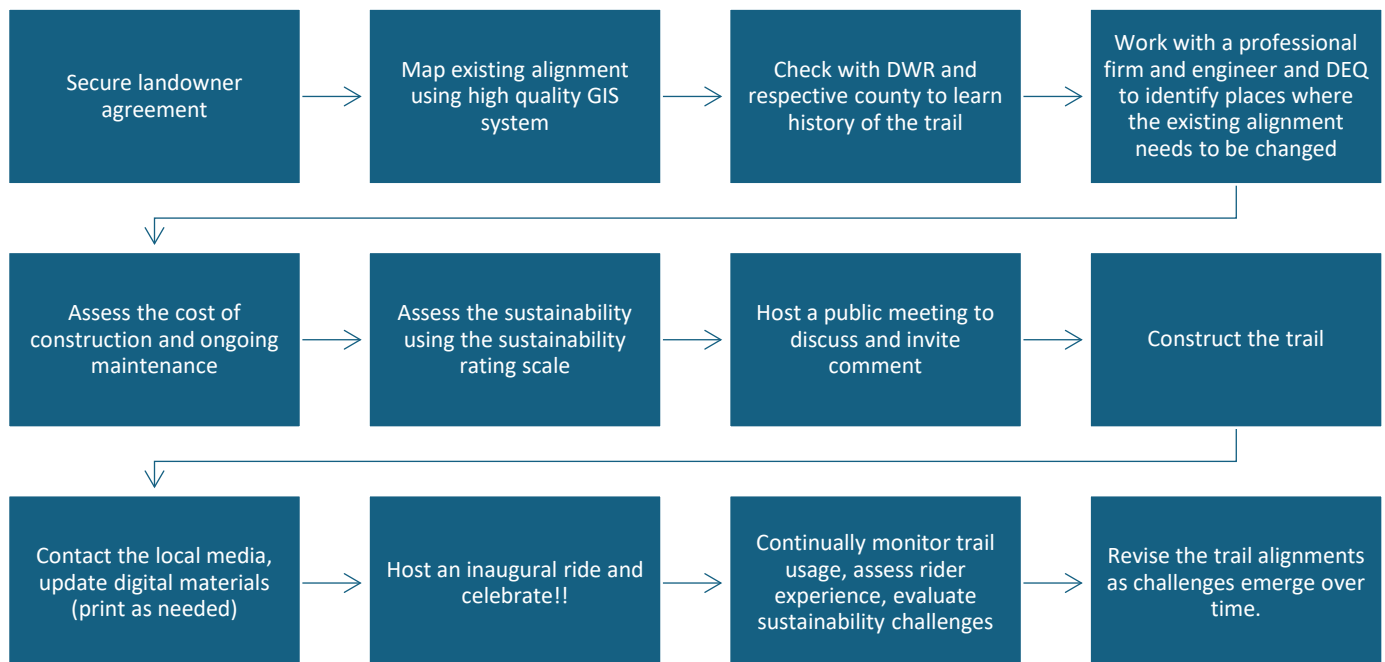 Secure landowner
agreement
Map existing alignment
using high quality GIS
system
Check with DWR and
respective county to learn
history of the trail
Work with a professional
firm and engineer and DEQ
to identify places where
the existing alignment
needs to be changed
Assess the cost of
construction and ongoing
maintenance
Assess the sustainability
using the sustainability
rating scale
Host a public meeting to
discuss and invite
comment
Construct the trail
Contact the local media,
update digital materials
(print as needed)
Host an inaugural ride and
celebrate!!
Continually monitor trail
usage, assess rider
experience, evaluate
sustainability challenges
Revise the trail alignments
as challenges emerge over
time.